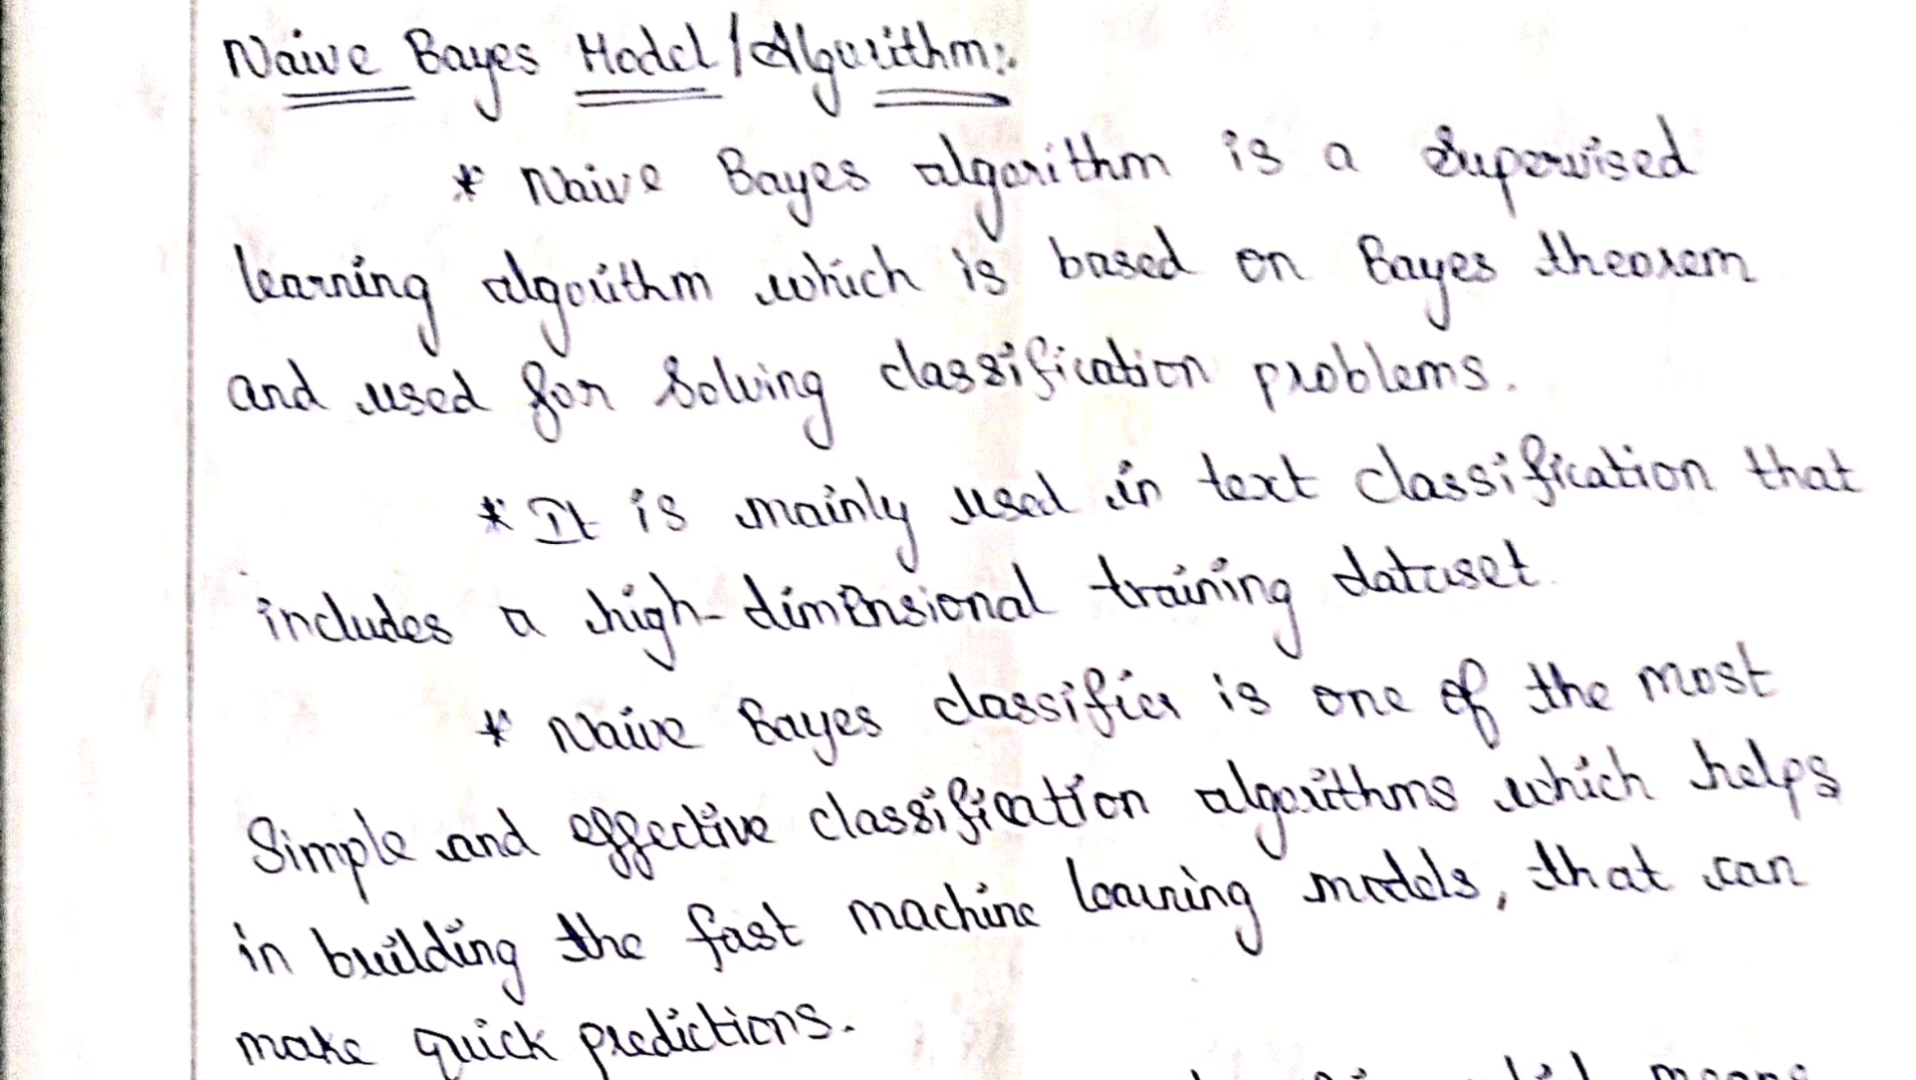 Naive Bayes Model/Algorithm:
* Naive Bayes algorithm is a Supervised
learning algorithm which is based on Bayes theorem
and used for Solving classification problems.
* It is mainly used in text classification that
includes a high-dimensional training dataset.
* Naive Bayes classifier is one of the most
Simple and effective classification algorithms which helps
in building the fast machine learning models, that can
make quick predictions.
means